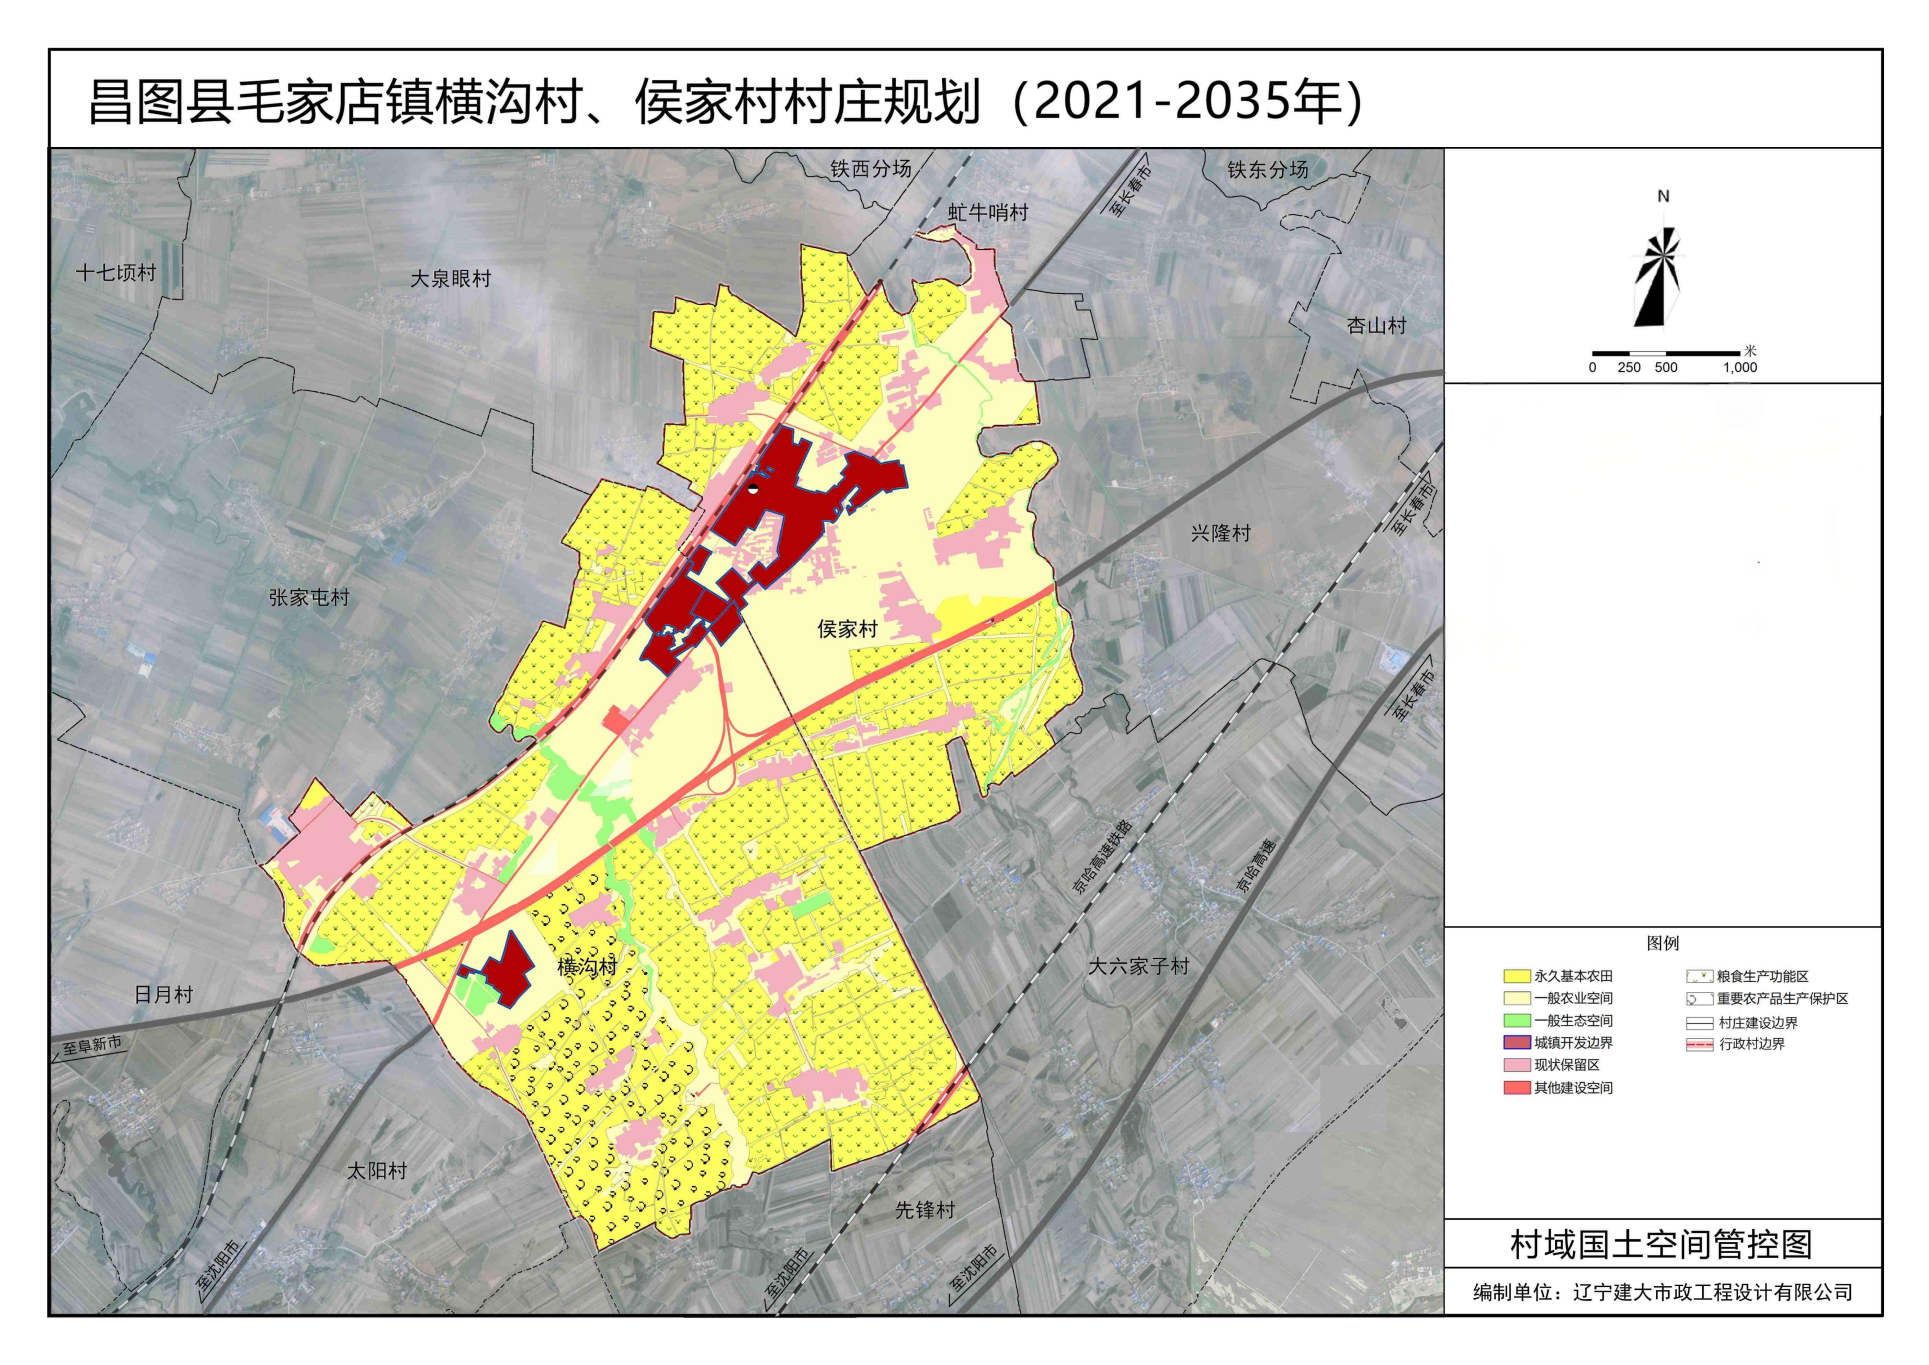 昌图县毛家店镇横沟村、侯家村村庄规划（2021-2035年）
铁西分场
铁东分场
至长春市
虻牛哨村
十七顷村
大泉眼村
杏山村
N
米
0 250 500 1,000
至长春市
兴隆村
张家屯村
侯家村
至长春市
京哈高速铁路
京哈高速
横沟村
大六家子村
日月村
至阜新市
太阳村
先锋村
至沈阳市
至沈阳市
至沈阳市
图例
永久基本农田
一般农业空间
一般生态空间
城镇开发边界
现状保留区
其他建设空间
粮食生产功能区
重要农产品生产保护区
村庄建设边界
行政村边界
村域国土空间管控图
编制单位：辽宁建大市政工程设计有限公司